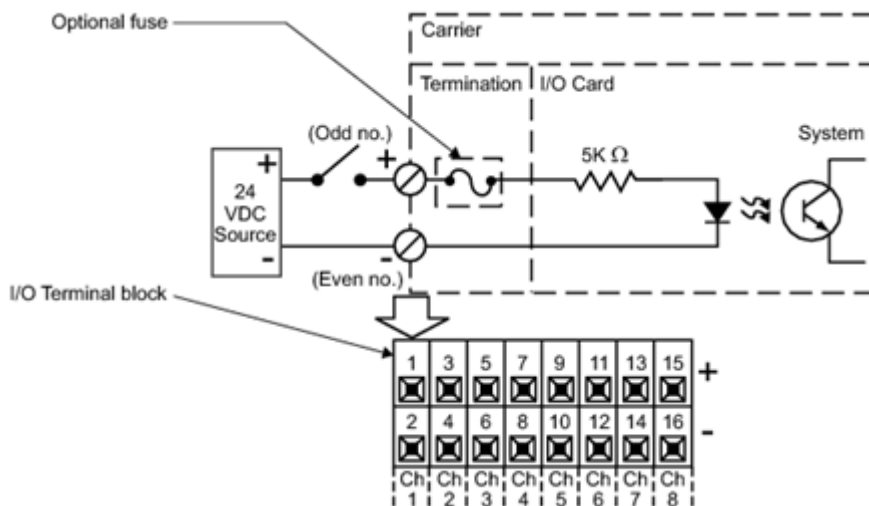 Optional fuse
Carrier
Termination
I/O Card
(Odd no.)
System
+
+
5K Ω
24
VDC
Source
-
-
(Even no.)
I/O Terminal block
1 3 5 7 9 11 13 15
+
2 4 6 8 10 12 14 16
-
Ch Ch Ch Ch Ch Ch Ch Ch
1 2 3 4 5 6 7 8